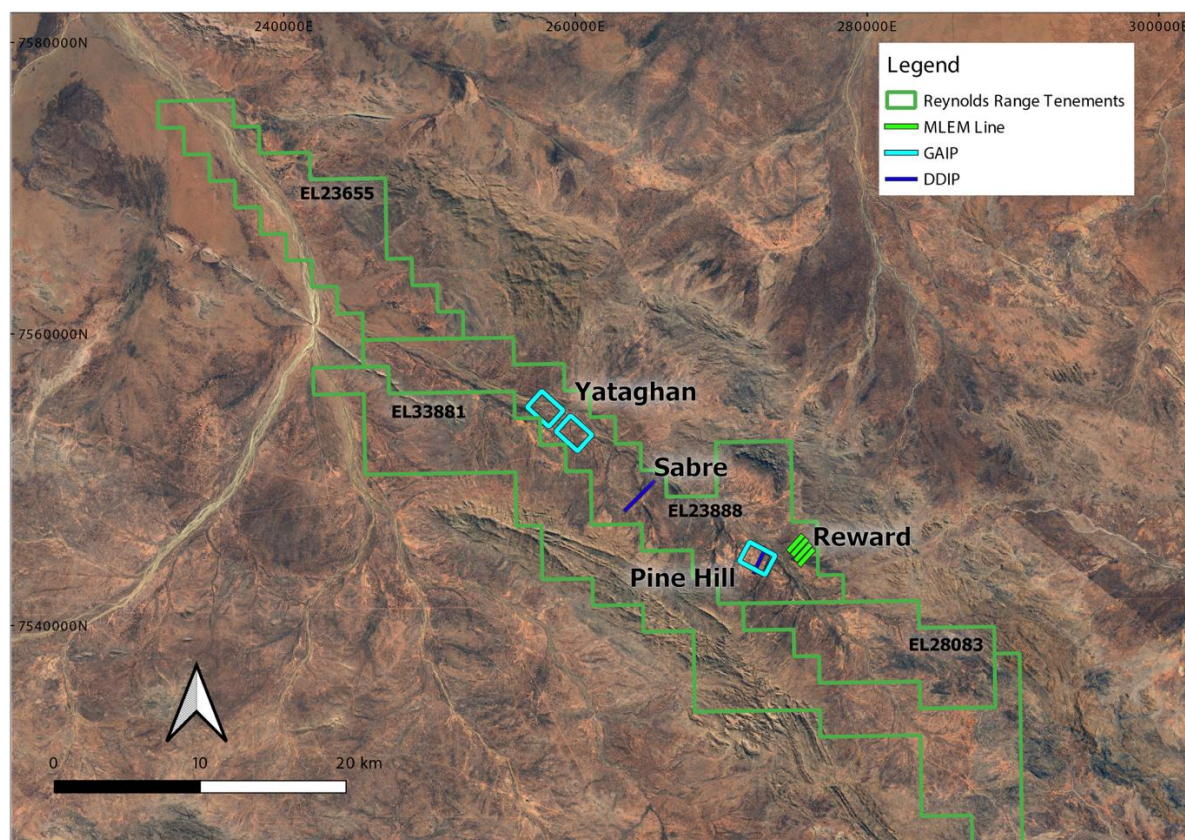 240000E
260000E
280000E
300000E
7580000N
Legend
Reynolds Range Tenements
MLEM Line
GAIP
DDIP
EL23655
7560000N
Yataghan
EL33881
Sabre
EL23888
Reward
Pine Hill
7540000N
EL28083
0
10
20 km